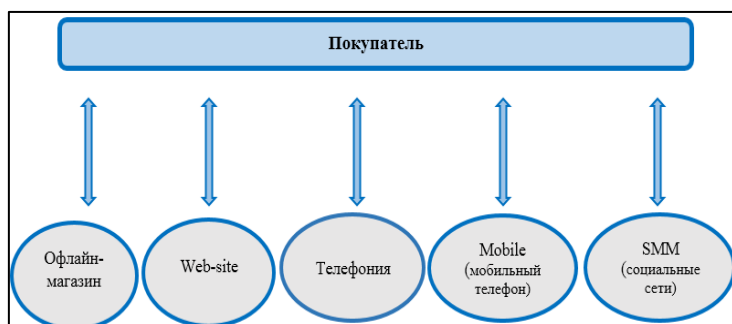 Покупатель
Офлайн-
магазин
Web-site
Телефония
Mobile
(мобильный
телефон)
SMM
(социальные
сети)